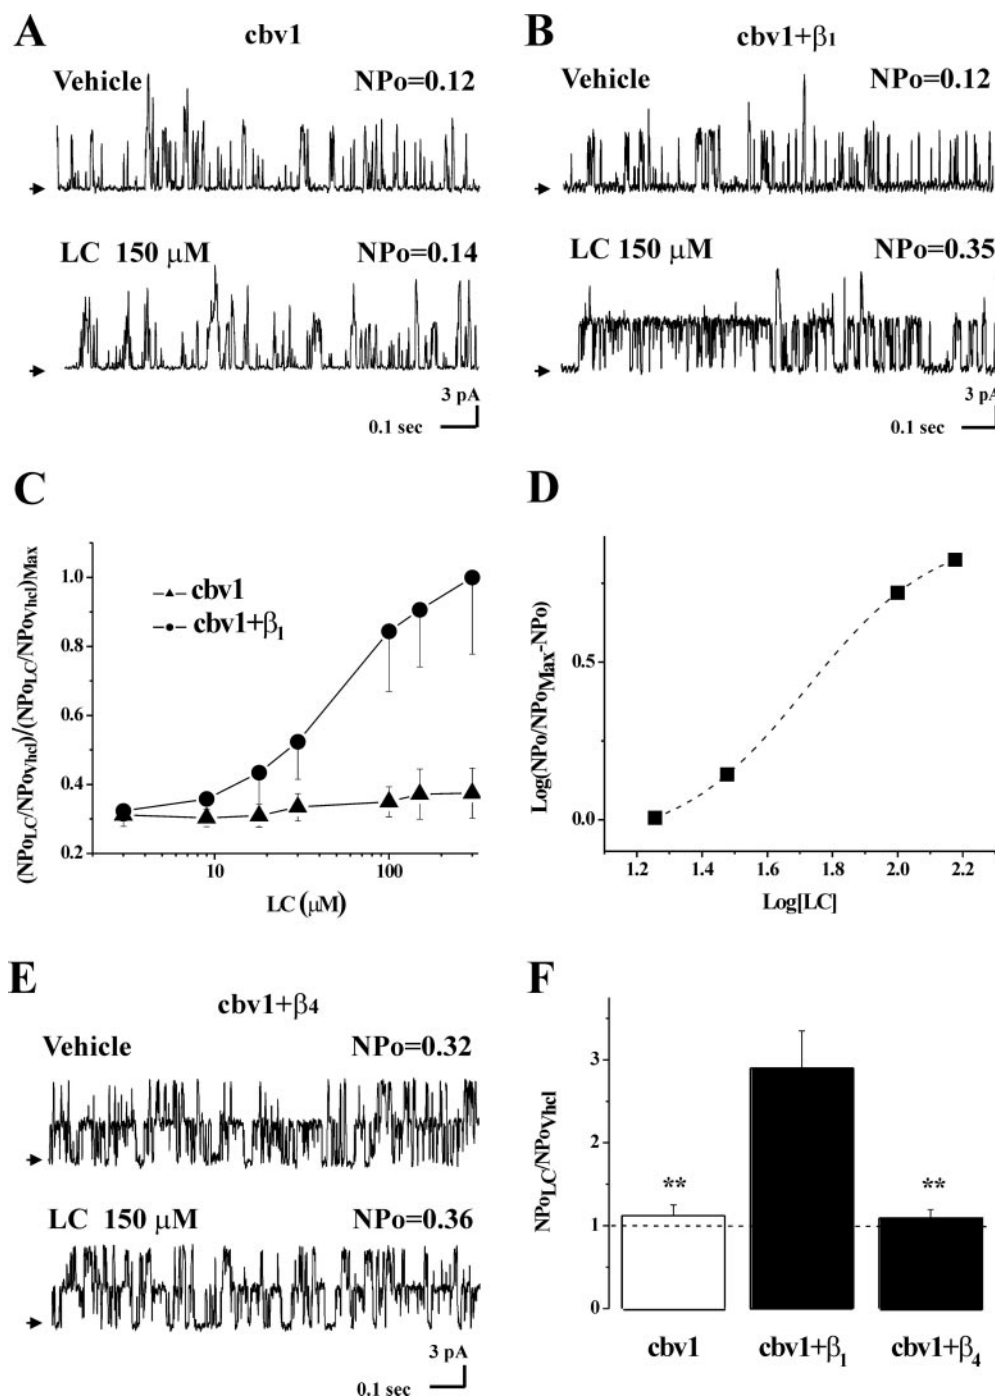 A
cbv1
Vehicle NPo=0.12
LC 150 μM NPo=0.14
3 pA
0.1 sec
B
cbv1+β1
Vehicle NPo=0.12
LC 150 μM NPo=0.35
3 pA
0.1 sec
C
(NPoLC/NPoVhcl)/(NPoLC/NPoVhcl)Max
1.0
0.8
0.6
0.4
0.2
cbv1
cbv1+β1
10 100
LC (μM)
D
Log(NPo/NPoMax-NPo)
0.5
0.0
1.2 1.4 1.6 1.8 2.0 2.2
Log[LC]
E
cbv1+β4
Vehicle NPo=0.32
LC 150 μM NPo=0.36
3 pA
0.1 sec
F
NPoLC/NPoVhcl
3
2
1
0
** **
cbv1 cbv1+β1 cbv1+β4